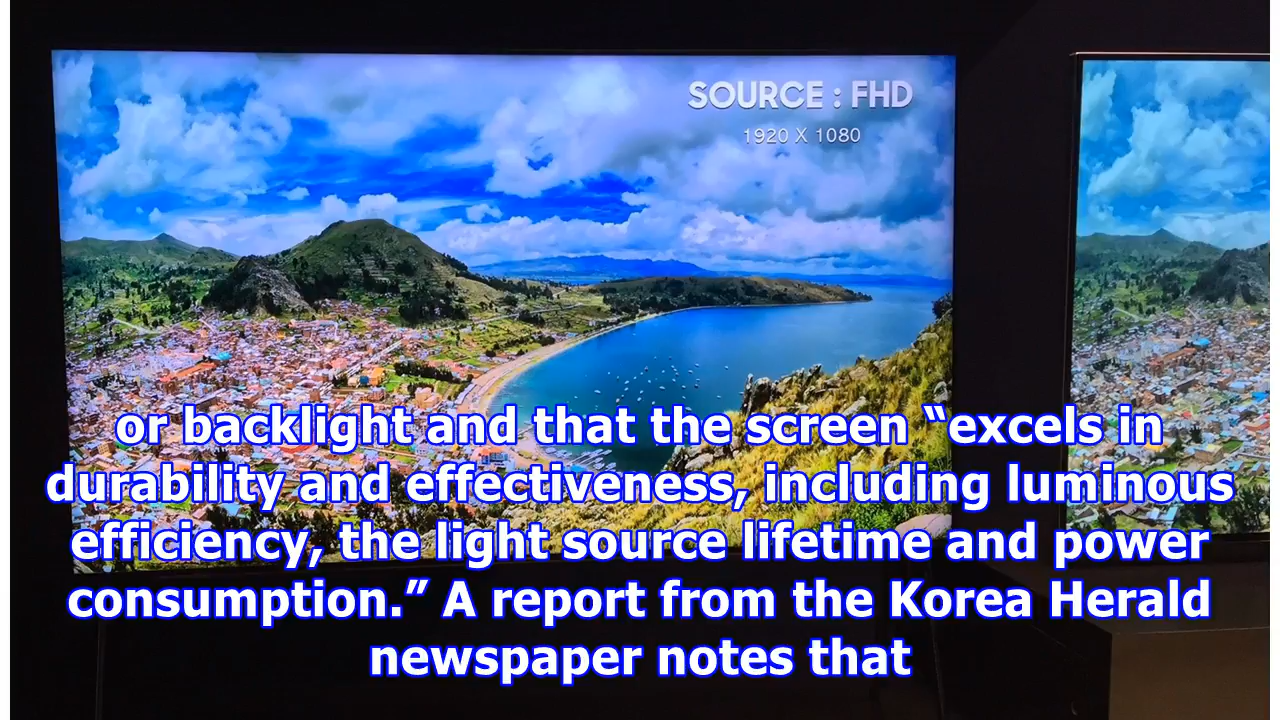 SOURCE : FHD
1920 X 1080
or backlight and that the screen “excels in
durability and effectiveness, including luminous
efficiency, the light source lifetime and power
consumption.” A report from the Korea Herald
newspaper notes that